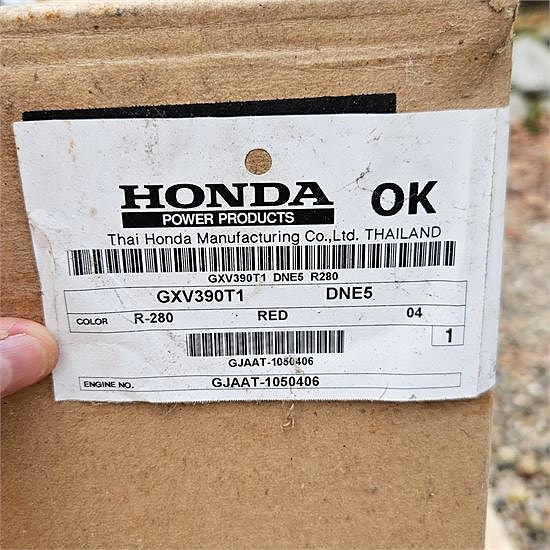 HONDA OK
POWER PRODUCTS
Thai Honda Manufacturing Co.,Ltd. THAILAND
GXV390T1 DNE5 R280
GXV390T1 DNE5
COLOR R-280 RED 04
1
GJAAT-1050406
ENGINE NO. GJAAT-1050406